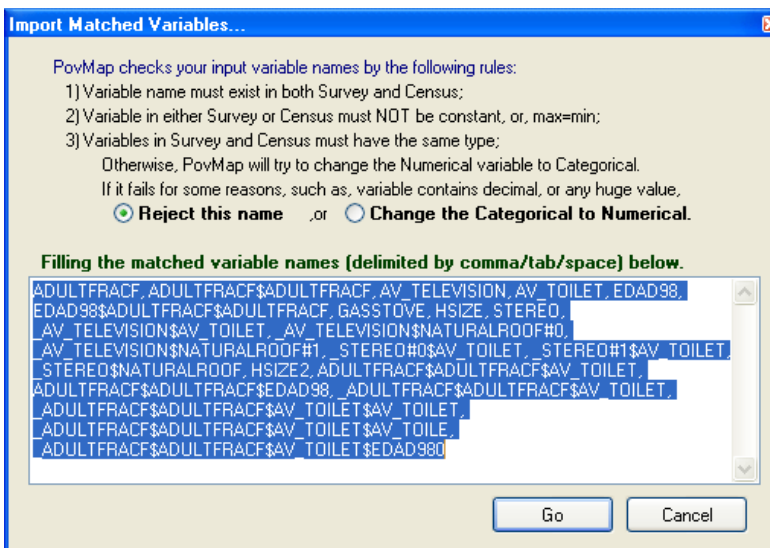 Import Matched Variables...
PovMap checks your input variable names by the following rules:
1) Variable name must exist in both Survey and Census;
2) Variable in either Survey or Census must NOT be constant, or, max=min;
3) Variables in Survey and Census must have the same type;
Otherwise, PovMap will try to change the Numerical variable to Categorical.
If it fails for some reasons, such as, variable contains decimal, or any huge value,
Reject this name ,or Change the Categorical to Numerical.
Filling the matched variable names (delimited by comma/tab/space) below.
ADULTFRACF, ADULTFRACF$ADULTFRACF, AV_TELEVISION, AV_TOILET, EDAD98,
EDAD98$ADULTFRACF$ADULTFRACF, GASSTOVE, HSIZE, STEREO,
_AV_TELEVISION$AV_TOILET, _AV_TELEVISION$NATURALROOF#0,
_AV_TELEVISION$NATURALROOF#1, _STEREO#0$AV_TOILET, _STEREO#1$AV_TOILET,
_STEREO$NATURALROOF, HSIZE2, ADULTFRACF$ADULTFRACF$AV_TOILET,
ADULTFRACF$ADULTFRACF$EDAD98, _ADULTFRACF$ADULTFRACF$AV_TOILET,
_ADULTFRACF$ADULTFRACF$AV_TOILET$AV_TOILET,
_ADULTFRACF$ADULTFRACF$AV_TOILET$AV_TOILE,
_ADULTFRACF$ADULTFRACF$AV_TOILET$EDAD980
Go Cancel